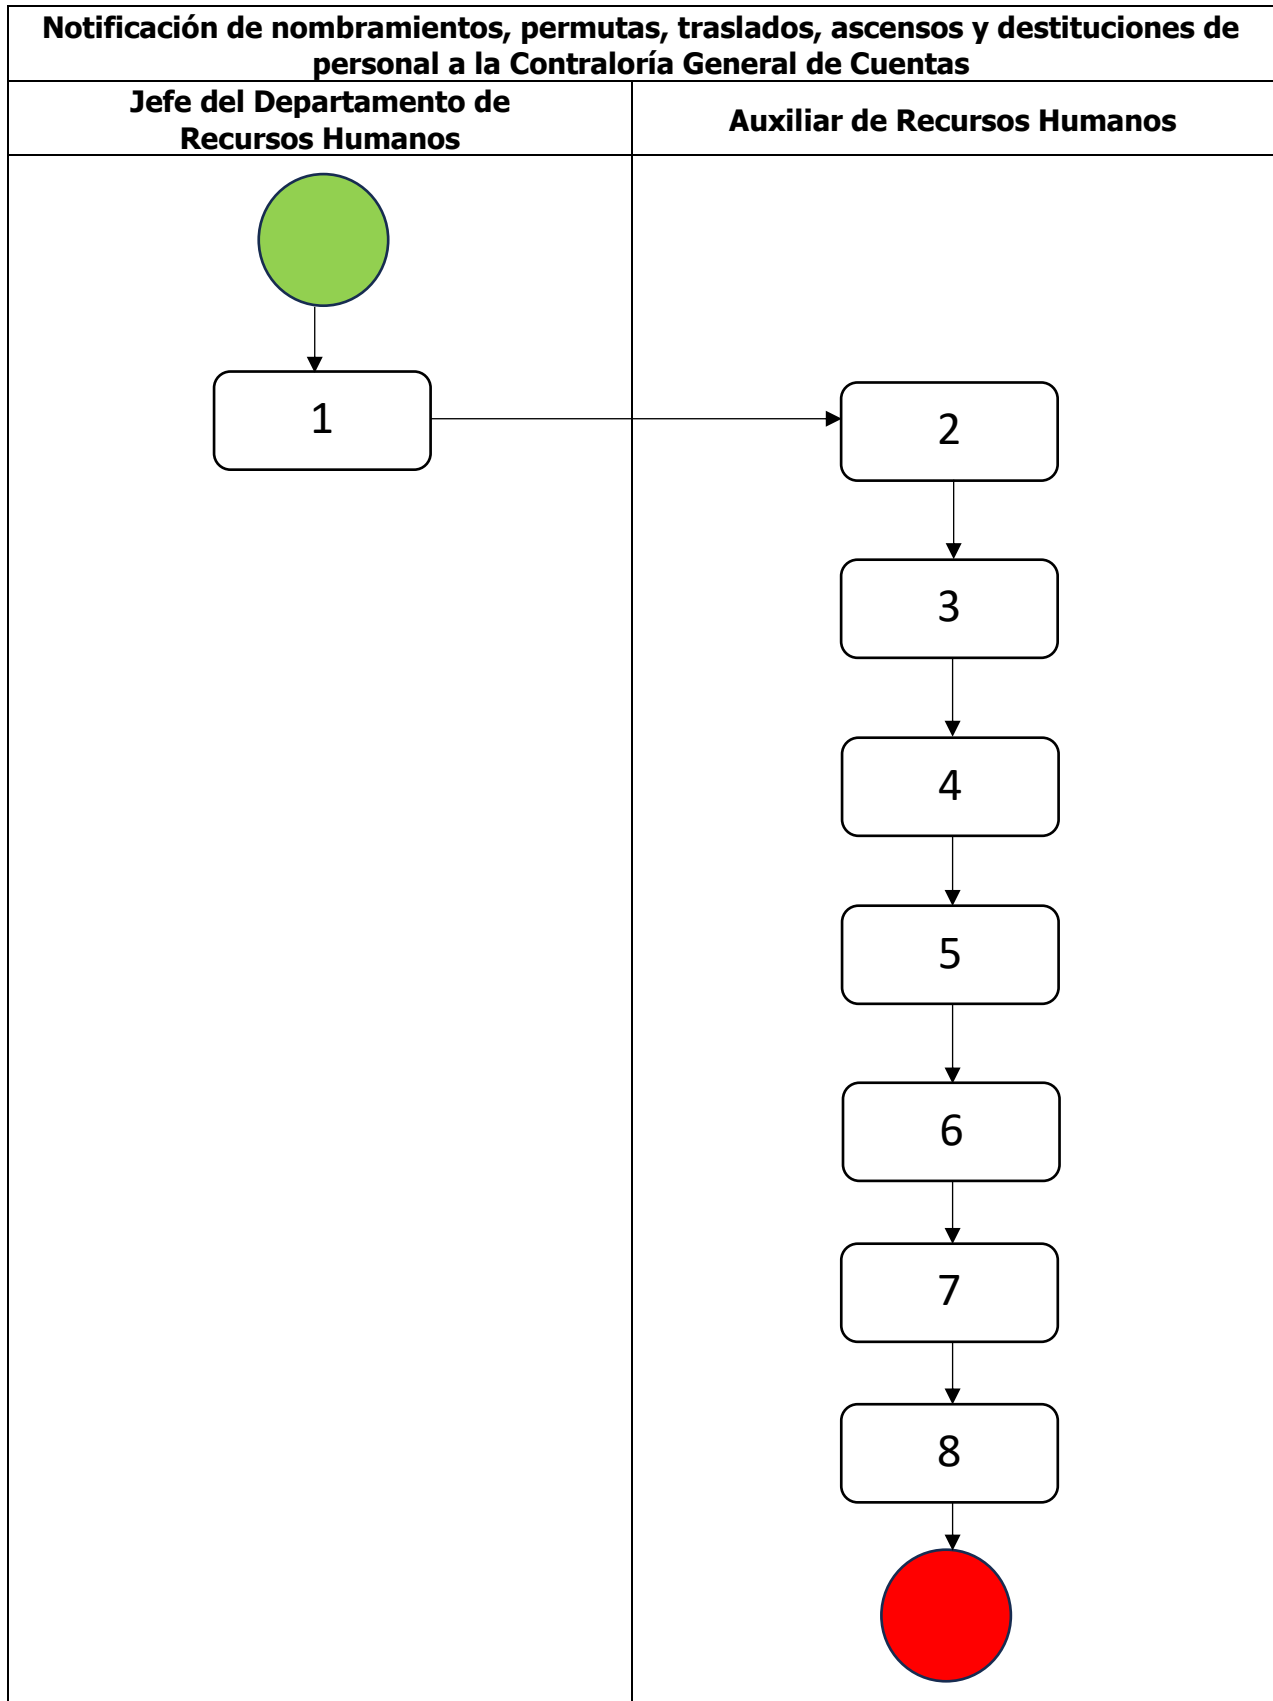 Notificación de nombramientos, permutas, traslados, ascensos y destituciones de
personal a la Contraloría General de Cuentas
Jefe del Departamento de
Recursos Humanos
Auxiliar de Recursos Humanos
1
2
3
4
5
6
7
8